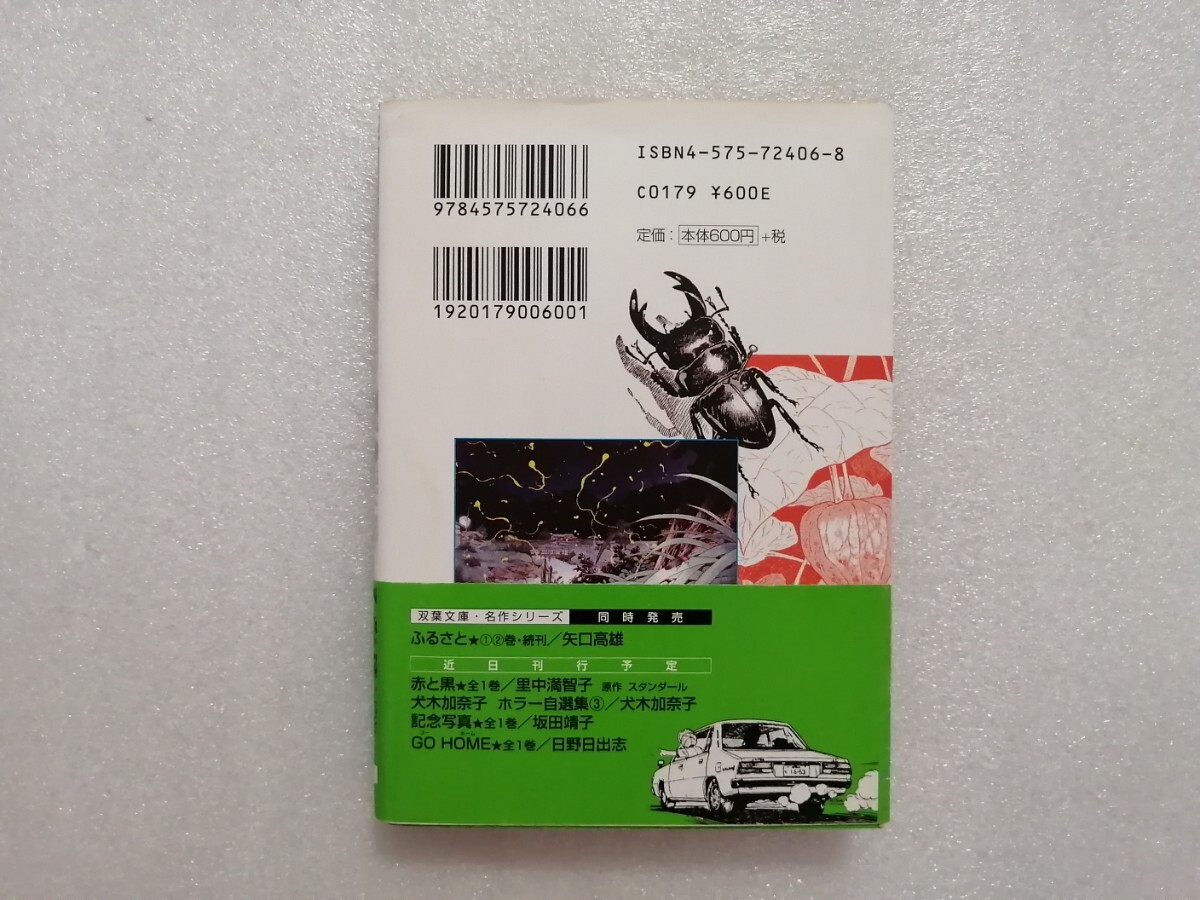 ISBN4-575-72406-8
9784575724066
C0179 ¥600E
定価：本体600円+税
1920179006001
双葉文庫・名作シリーズ 同時発売
ふるさと★①②巻・続刊／矢口高雄
近日刊行予定
赤と黒★全1巻／里中満智子 原作 スタンダール
犬木加奈子 ホラー自選集③／犬木加奈子
記念写真★全1巻／坂田靖子
ゴー ホーム
GO HOME★全1巻／日野日出志